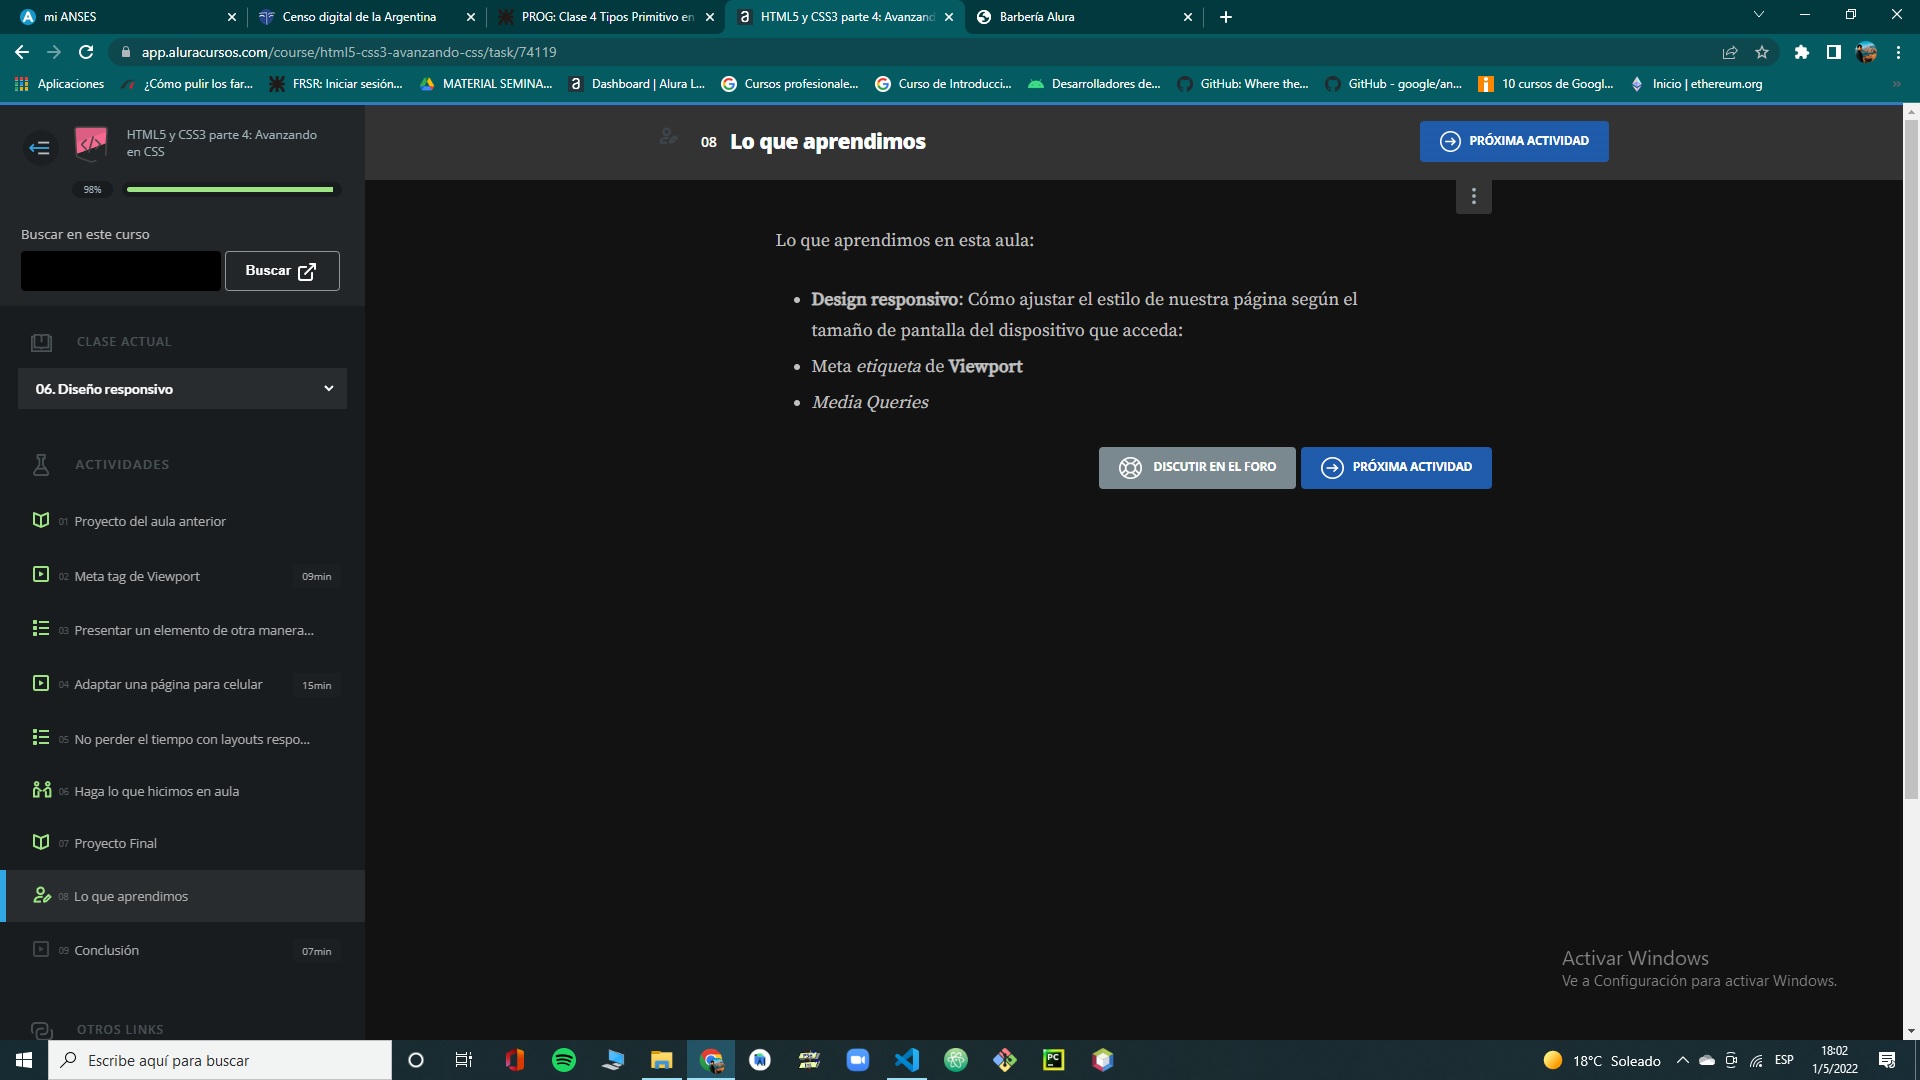 mi ANSES
Censo digital de la Argentina
PROG: Clase 4 Tipos Primitivo en
HTML5 y CSS3 parte 4: Avanzand
Barbería Alura
app.aluracursos.com/course/html5-css3-avanzando-css/task/74119
Aplicaciones
¿Cómo pulir los far...
FRSR: Iniciar sesión...
MATERIAL SEMINA...
Dashboard | Alura L...
Cursos profesionale...
Curso de Introducci...
Desarrolladores de...
GitHub: Where the...
GitHub - google/an...
10 cursos de Googl...
Inicio | ethereum.org
HTML5 y CSS3 parte 4: Avanzando
en CSS
98%
Buscar en este curso
Buscar
CLASE ACTUAL
06. Diseño responsivo
ACTIVIDADES
01 Proyecto del aula anterior
02 Meta tag de Viewport 09min
03 Presentar un elemento de otra manera...
04 Adaptar una página para celular 15min
05 No perder el tiempo con layouts respo...
06 Haga lo que hicimos en aula
07 Proyecto Final
08 Lo que aprendimos
09 Conclusión 07min
OTROS LINKS
08 Lo que aprendimos
PRÓXIMA ACTIVIDAD
Lo que aprendimos en esta aula:
• Design responsivo: Cómo ajustar el estilo de nuestra página según el
tamaño de pantalla del dispositivo que acceda:
• Meta etiqueta de Viewport
• Media Queries
DISCUTIR EN EL FORO
PRÓXIMA ACTIVIDAD
Activar Windows
Ve a Configuración para activar Windows.
Escribe aquí para buscar
PC
18°C Soleado
ESP
18:02
1/5/2022